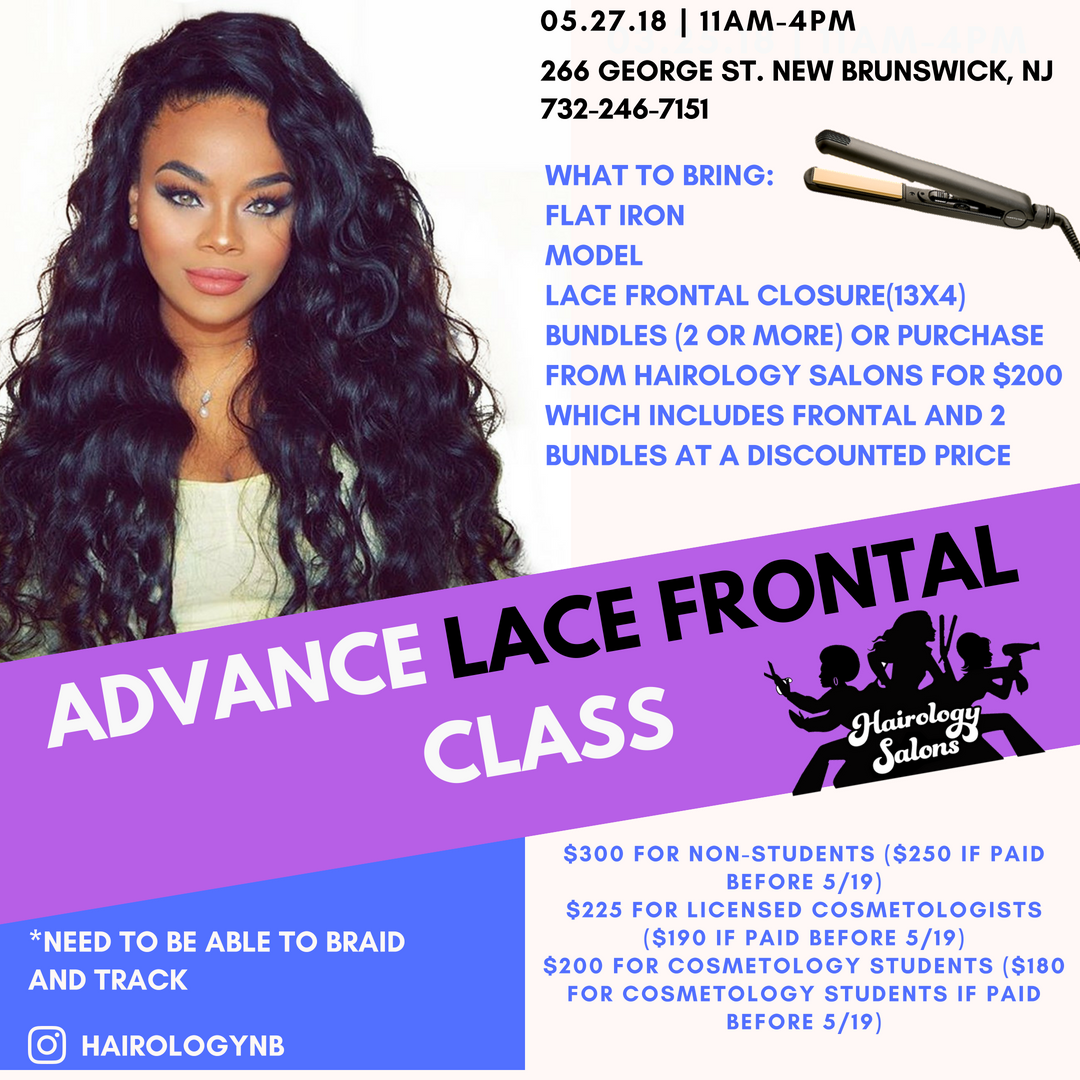 05.27.18 | 11AM-4PM
266 GEORGE ST. NEW BRUNSWICK, NJ
732-246-7151
WHAT TO BRING:
FLAT IRON
MODEL
LACE FRONTAL CLOSURE(13X4)
BUNDLES (2 OR MORE) OR PURCHASE
FROM HAIROLOGY SALONS FOR $200
WHICH INCLUDES FRONTAL AND 2
BUNDLES AT A DISCOUNTED PRICE
ADVANCE LACE FRONTAL
CLASS
Hairology
Salons
$300 FOR NON-STUDENTS ($250 IF PAID
BEFORE 5/19)
$225 FOR LICENSED COSMETOLOGISTS
($190 IF PAID BEFORE 5/19)
$200 FOR COSMETOLOGY STUDENTS ($180
FOR COSMETOLOGY STUDENTS IF PAID
BEFORE 5/19)
*NEED TO BE ABLE TO BRAID
AND TRACK
HAIROLOGYNB